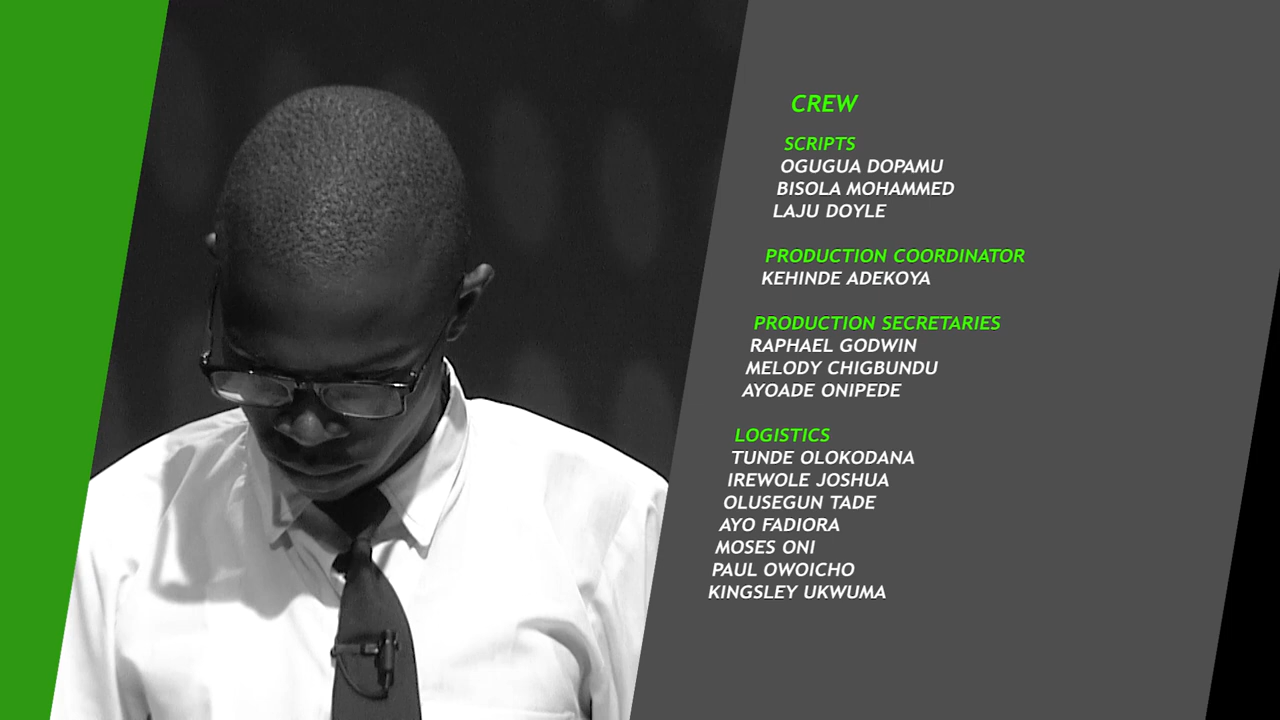 CREW
SCRIPTS
OGUGUA DOPAMU
BISOLA MOHAMMED
LAJU DOYLE
PRODUCTION COORDINATOR
KEHINDE ADEKOYA
PRODUCTION SECRETARIES
RAPHAEL GODWIN
MELODY CHIGBUNDU
AYOADE ONIPEDE
LOGISTICS
TUNDE OLOKODANA
IREWOLE JOSHUA
OLUSEGUN TADE
AYO FADIORA
MOSES ONI
PAUL OWOICHO
KINGSLEY UKWUMA